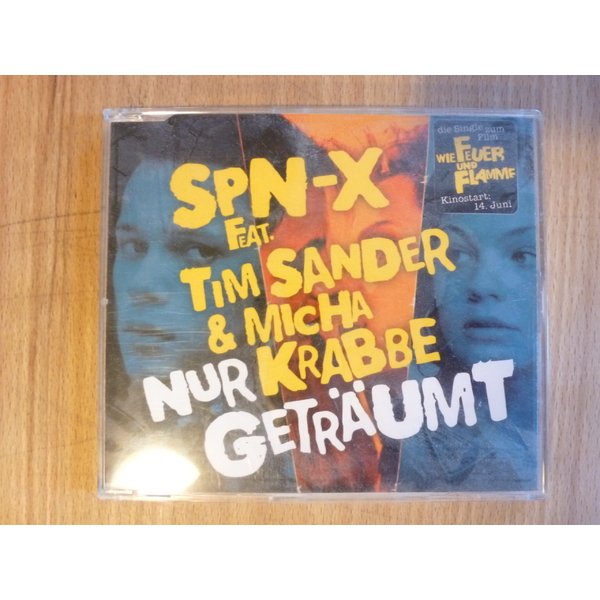 SPN-X
FEAT.
TIM SANDER
& MICHA
KRABBE
NUR
GETRÄUMT
die Single zum
Film
WIE FEUER
UND
FLAMME
Kinostart:
14. Juni